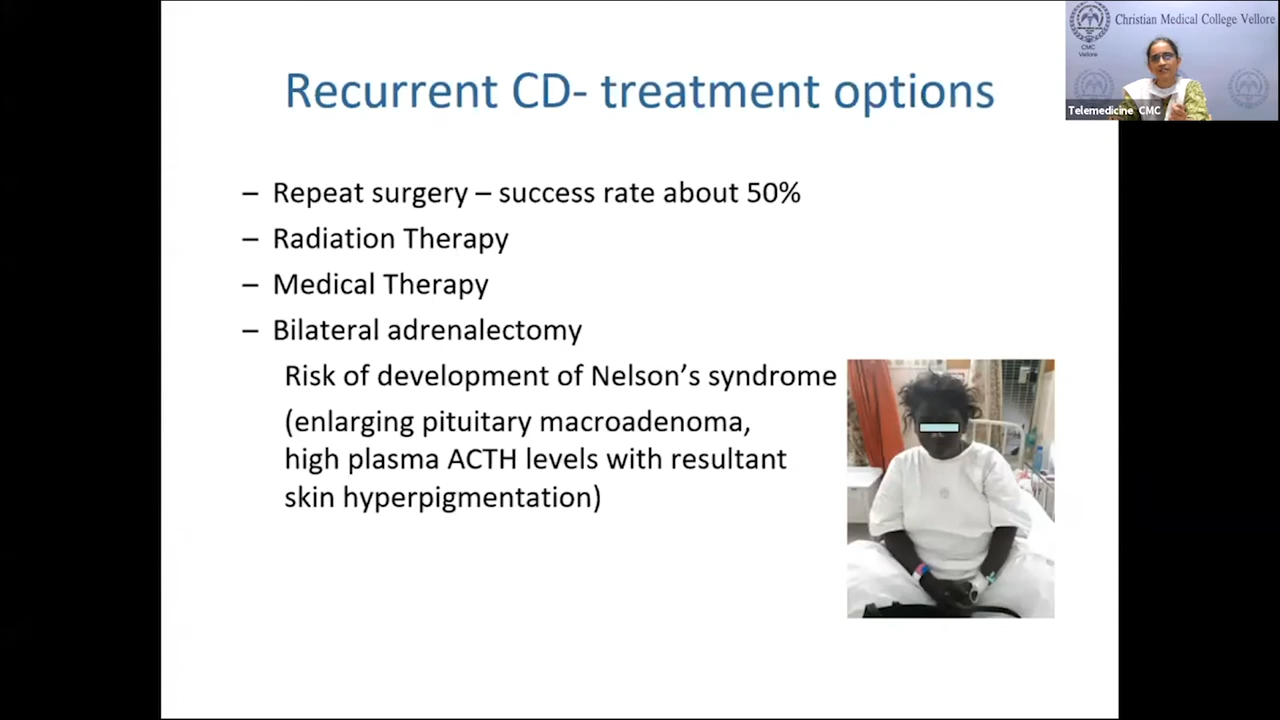 Recurrent CD- treatment options
– Repeat surgery – success rate about 50%
– Radiation Therapy
– Medical Therapy
– Bilateral adrenalectomy
Risk of development of Nelson's syndrome
(enlarging pituitary macroadenoma,
high plasma ACTH levels with resultant
skin hyperpigmentation)
Christian Medical College Vellore
CMC
Vellore
Telemedicine CMC